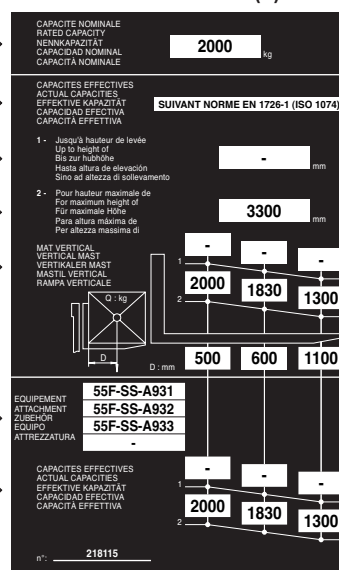 CAPACITE NOMINALE
RATED CAPACITY
NENNKAPAZITÄT
CAPACIDAD NOMINAL
CAPACITÀ NOMINALE
2000 kg
CAPACITES EFFECTIVES
ACTUAL CAPACITIES
EFFEKTIVE KAPAZITÄT
CAPACIDAD EFECTIVA
CAPACITÀ EFFETTIVA
SUIVANT NORME EN 1726-1 (ISO 1074)
1 - Jusqu'à hauteur de levée
Up to height of
Bis zur hubhöhe
Hasta altura de elevación
Sino ad altezza di sollevamento
- mm
2 - Pour hauteur maximale de
For maximum height of
Für maximale Höhe
Para altura máxima de
Per altezza massima di
3300 mm
MAT VERTICAL
VERTICAL MAST
VERTIKALER MAST
MASTIL VERTICAL
RAMPA VERTICALE
1 - - -
2 2000 1830 1300
Q : kg
D
D : mm 500 600 1100
EQUIPEMENT
ATTACHMENT
ZUBEHÖR
EQUIPO
ATTREZZATURA
55F-SS-A931
55F-SS-A932
55F-SS-A933
-
CAPACITES EFFECTIVES
ACTUAL CAPACITIES
EFFEKTIVE KAPAZITÄT
CAPACIDAD EFECTIVA
CAPACITÀ EFFETTIVA
1 - - -
2 2000 1830 1300
n°: 218115